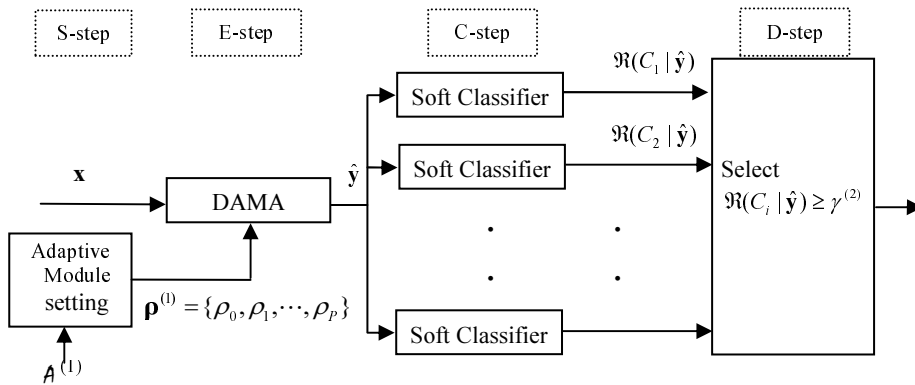 S-step
E-step
C-step
D-step
Soft Classifier
ℜ(C₁ | ŷ)
Soft Classifier
ℜ(C₂ | ŷ)
x
DAMA
ŷ
Select
ℜ(Cᵢ | ŷ) ≥ γ⁽²⁾
Adaptive
Module
setting
ρ⁽¹⁾ = {ρ₀, ρ₁, ⋯, ρ_P}
Soft Classifier
A⁽¹⁾